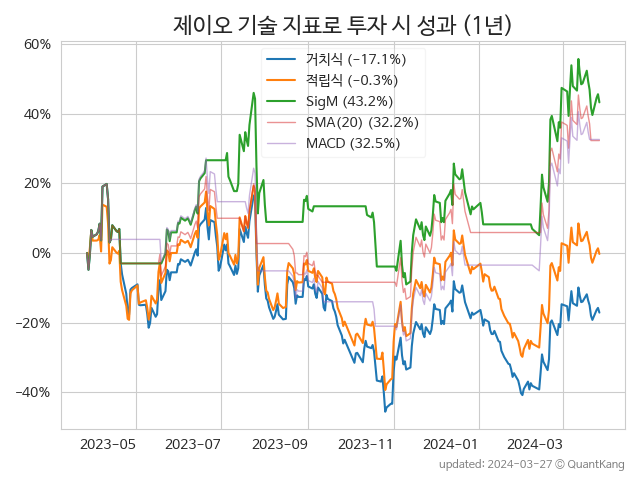 제이오 기술 지표로 투자 시 성과 (1년)
거치식 (−17.1%)
적립식 (−0.3%)
SigM (43.2%)
SMA(20) (32.2%)
MACD (32.5%)
60%
40%
20%
0%
−20%
−40%
2023-05 2023-07 2023-09 2023-11 2024-01 2024-03
updated: 2024-03-27 © QuantKang